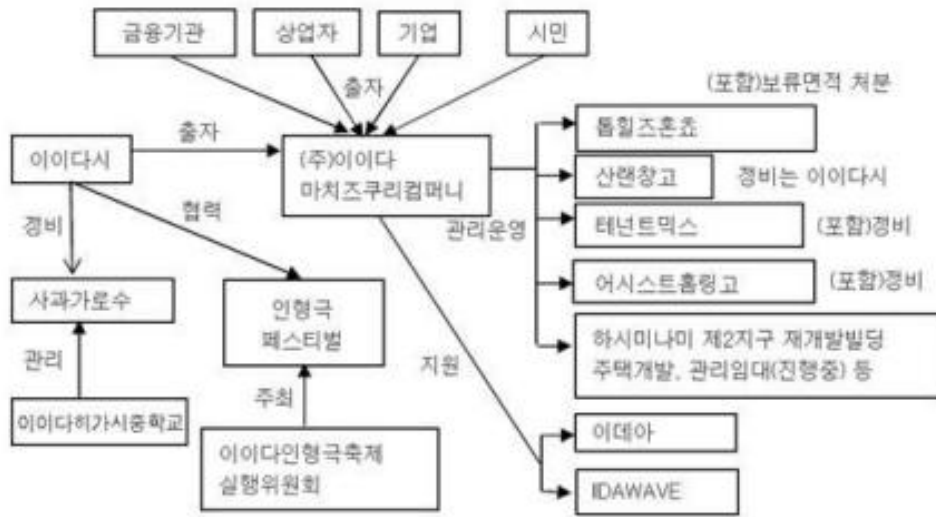 금융기관
상업자
기업
시민
출자
(포함)보류면적 처분
이이다시
출자
(주)이이다
마치즈쿠리컴퍼니
톱힐즈혼쵸
산랜창고
정비는 이이다시
테넌트믹스
(포함)정비
관리운영
어시스트홈링고
(포함)정비
하시미나미 제2지구 재개발빌딩
주택개발, 관리임대(진행중) 등
정비
협력
사과가로수
인형극
페스티벌
지원
관리
주최
이이다히가시중학교
이이다인형극축제
실행위원회
이데아
IIDAWAVE